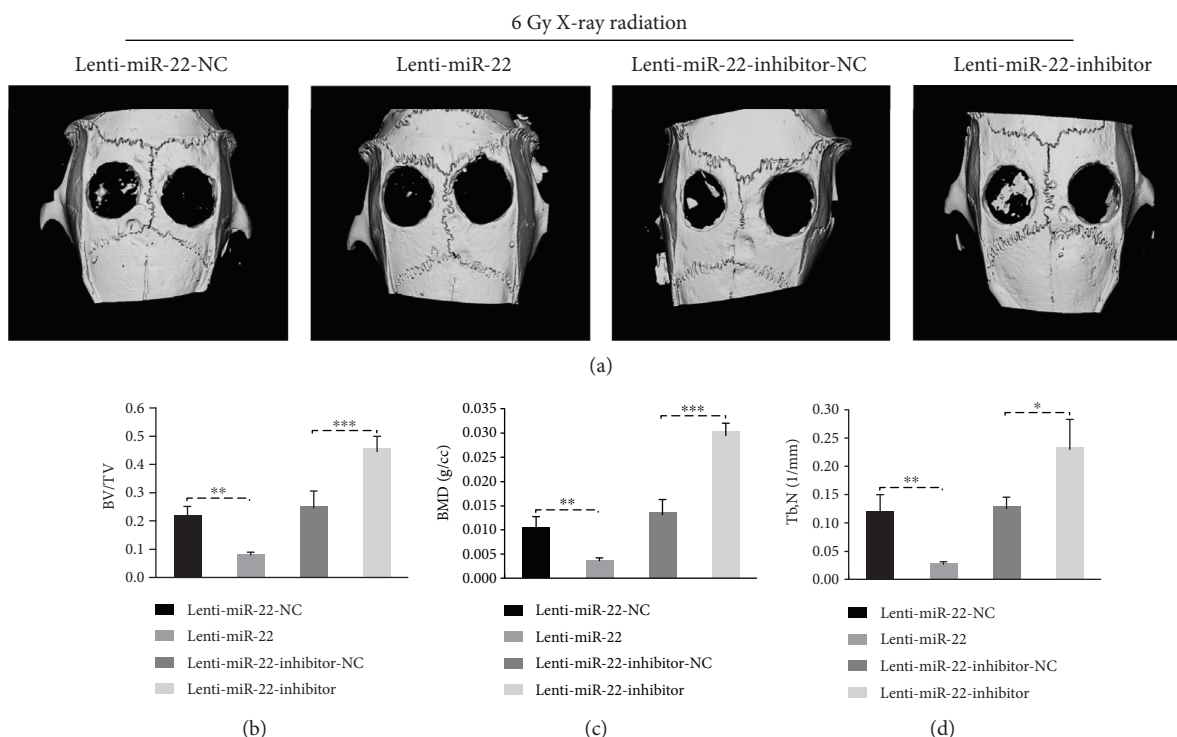 6 Gy X-ray radiation
Lenti-miR-22-NC
Lenti-miR-22
Lenti-miR-22-inhibitor-NC
Lenti-miR-22-inhibitor
(a)
BV/TV
0.6
0.5
0.4
0.3
0.2
0.1
0.0
**
***
Lenti-miR-22-NC
Lenti-miR-22
Lenti-miR-22-inhibitor-NC
Lenti-miR-22-inhibitor
(b)
BMD (g/cc)
0.035
0.030
0.025
0.020
0.015
0.010
0.005
0.000
**
***
Lenti-miR-22-NC
Lenti-miR-22
Lenti-miR-22-inhibitor-NC
Lenti-miR-22-inhibitor
(c)
Tb,N (1/mm)
0.30
0.25
0.20
0.15
0.10
0.05
0.00
**
*
Lenti-miR-22-NC
Lenti-miR-22
Lenti-miR-22-inhibitor-NC
Lenti-miR-22-inhibitor
(d)